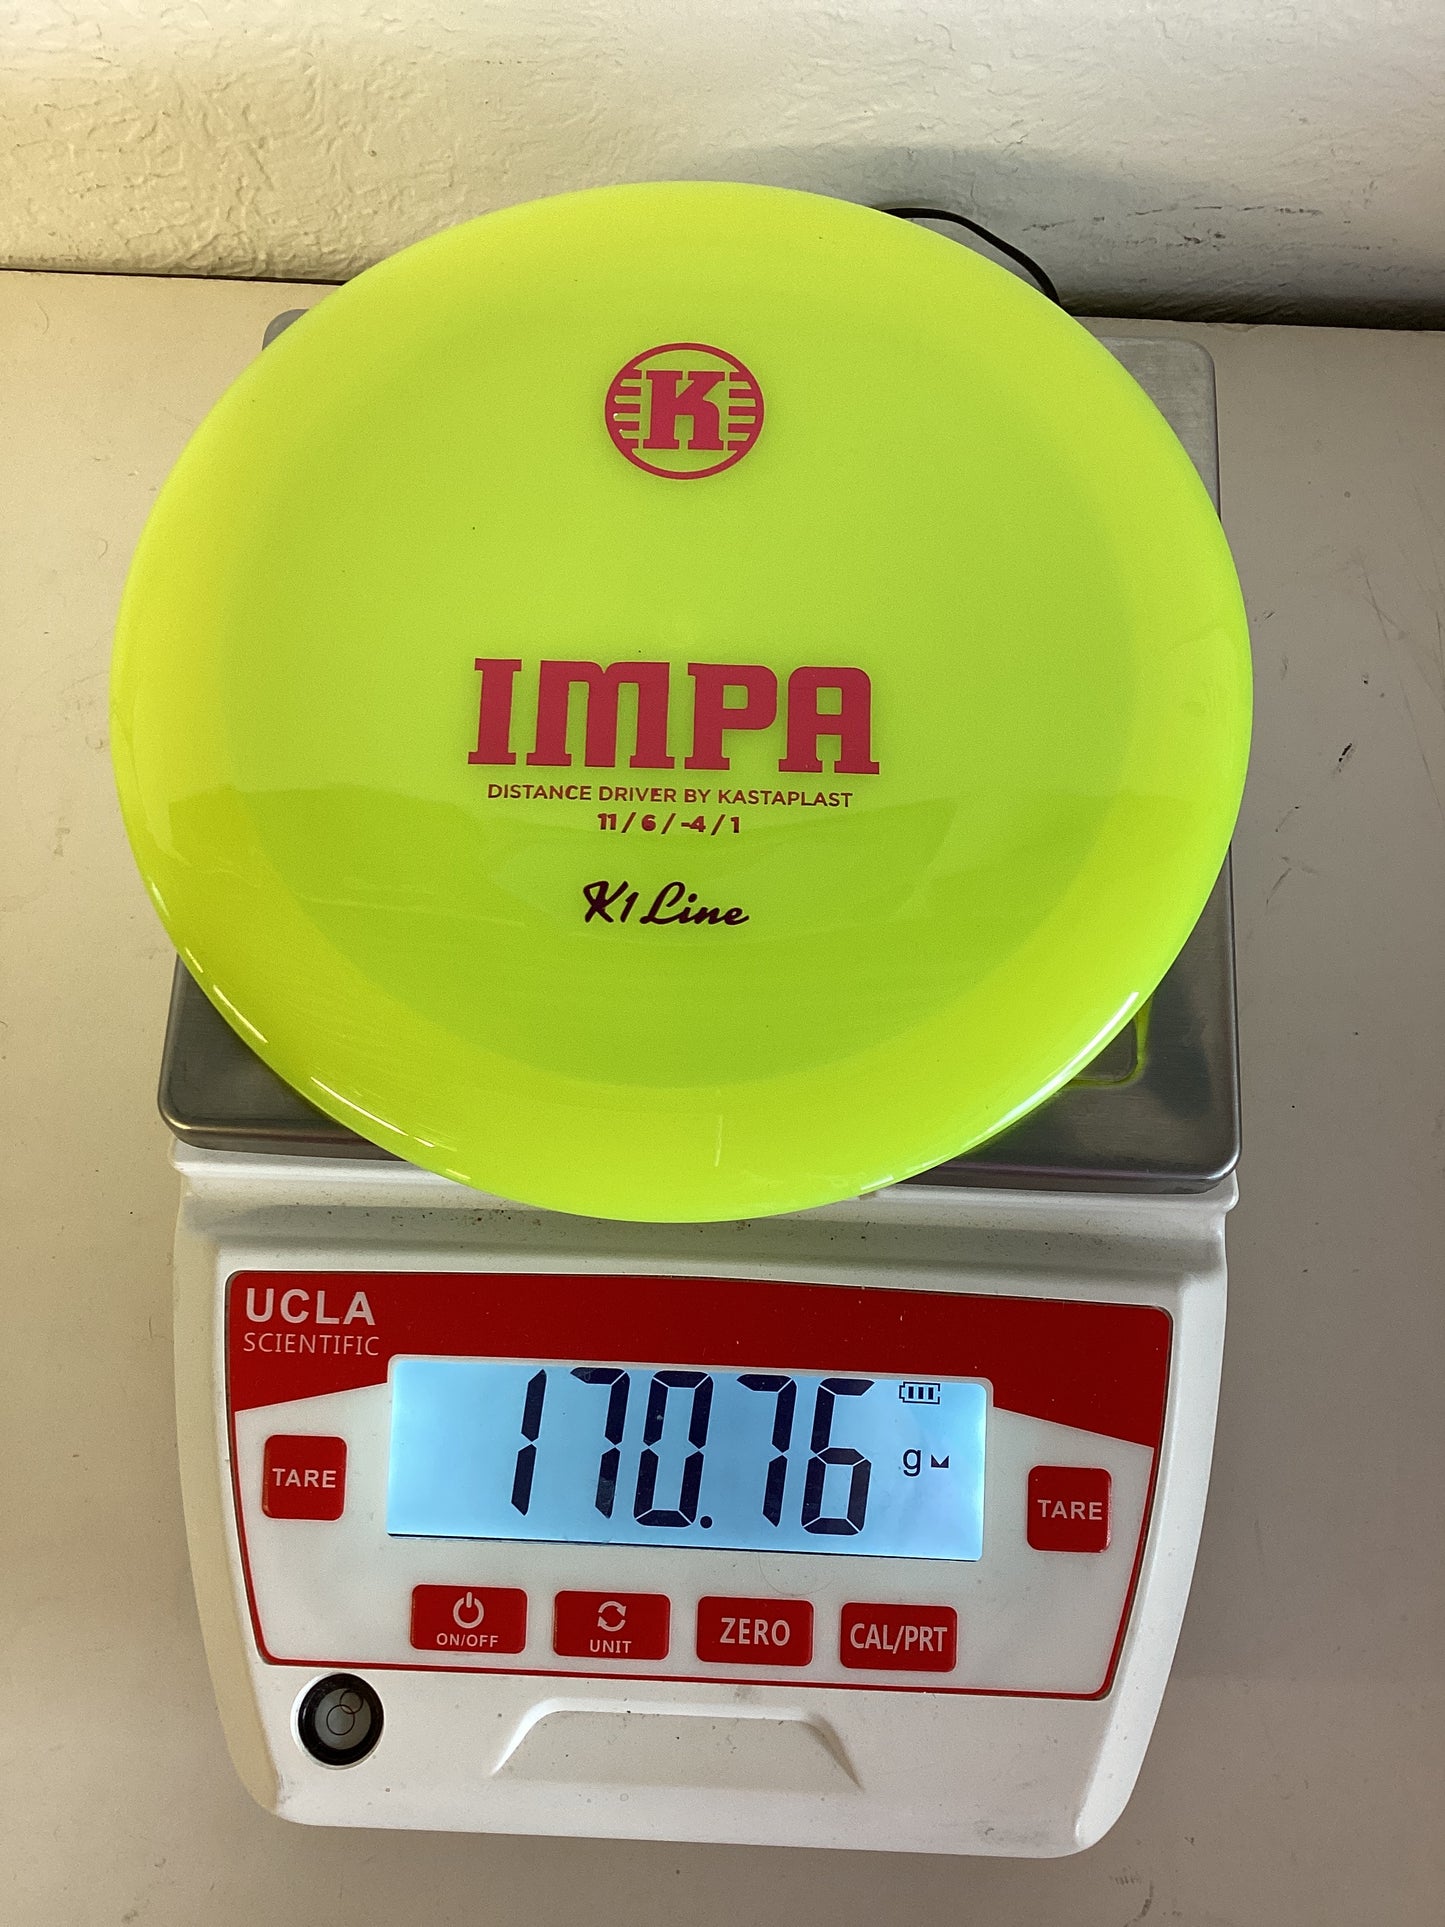 K
IMPA
DISTANCE DRIVER BY KASTAPLAST
11 / 6 / -4 / 1
K1 Line
UCLA
SCIENTIFIC
170.76
g
TARE
TARE
ON/OFF
UNIT
ZERO
CAL/PRT